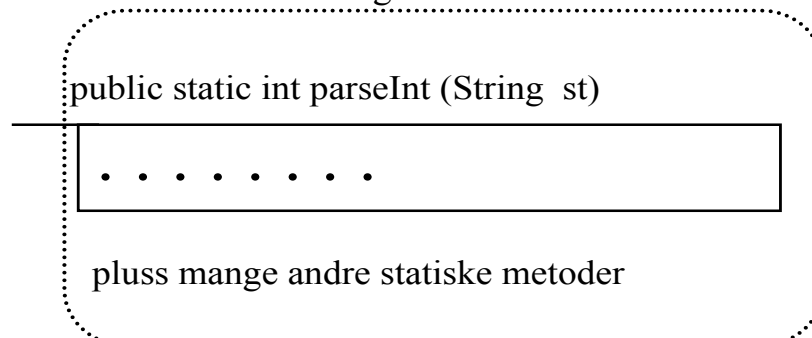 public static int parseInt (String st)
. . . . . . . .
pluss mange andre statiske metoder